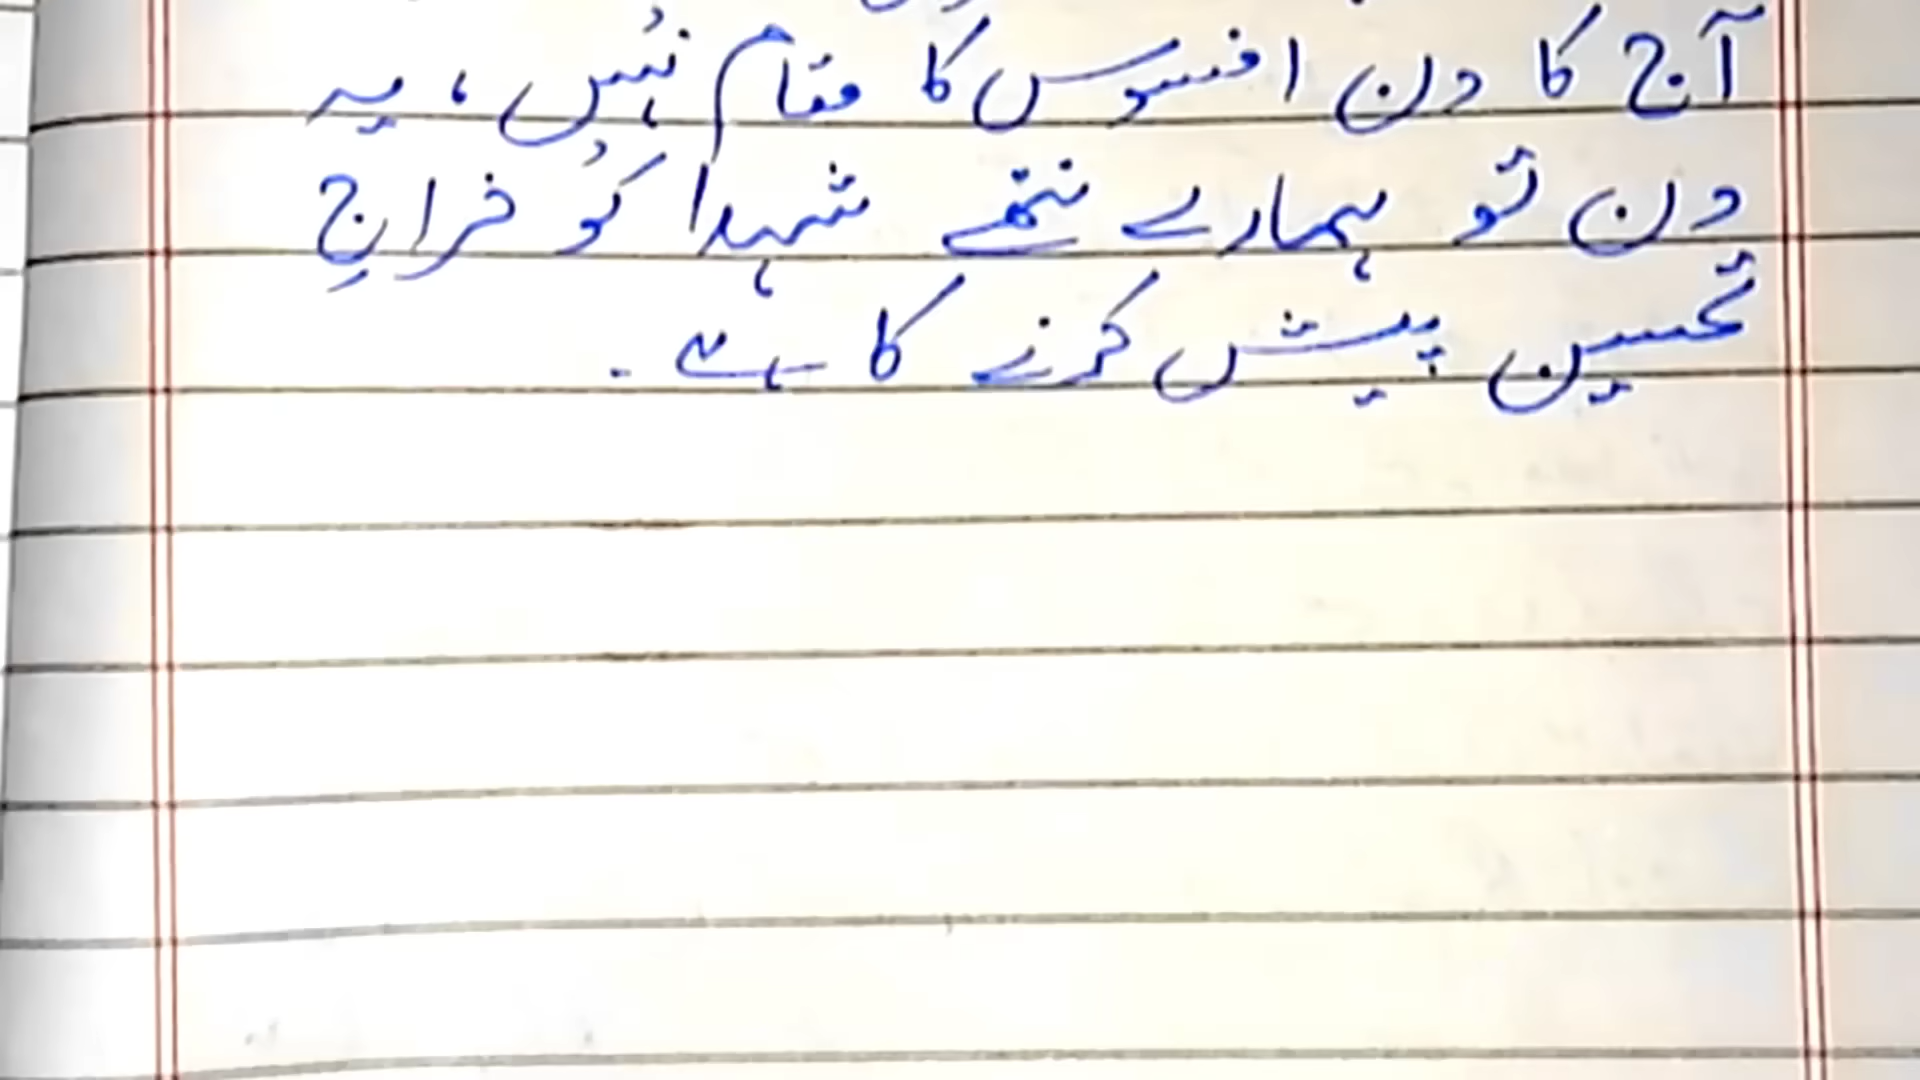 آج کا دن افسوس کا مقام نہیں، یہ
دن تو ہمارے ننھے شہدا کو خراجِ
تحسین پیش کرنے کا ہے۔